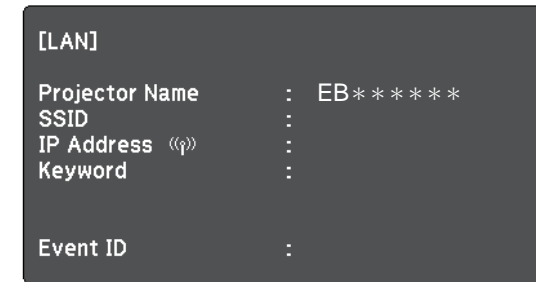 [LAN]
Projector Name : EB∗∗∗∗∗∗
SSID :
IP Address :
Keyword :
Event ID :